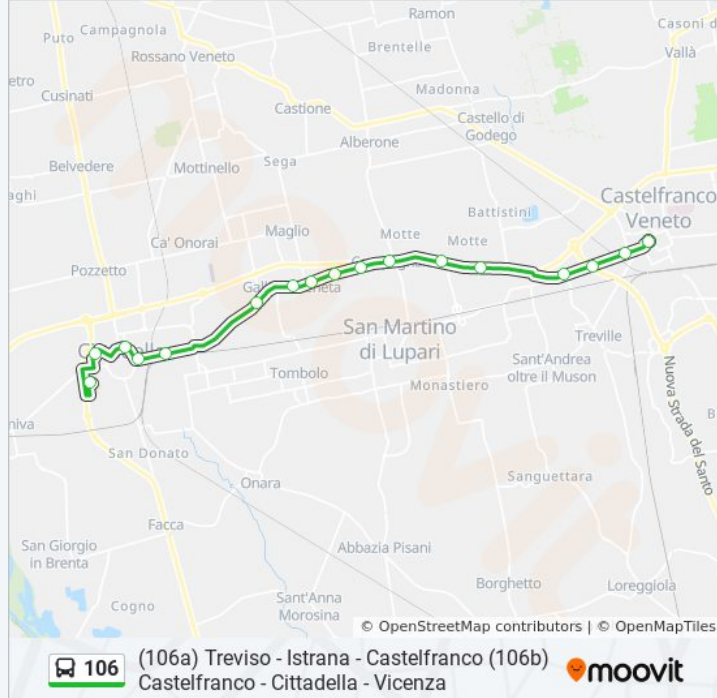 Ramon
Campagnola
Casoni d
Puto
Rossano Veneto
Brentelle
Vallà
etro
Cusinati
Madonna
Castione
Castello di
Godego
Alberone
Belvedere
Mottinello
Sega
aghi
Castelfranco
Veneto
Battistini
Maglio
Motte
Ca' Onorai
Motte
Pozzetto
San Martino
di Lupari
Treville
Sant'Andrea
oltre il Muson
Tombolo
Monastiero
Nuova Strada del Santo
niva
B
San Donato
Sanguettara
Onara
Facca
San Giorgio
in Brenta
Abbazia Pisani
Borghetto
Loreggiola
Cogno
Sant'Anna
Morosina
© OpenStreetMap contributors | © OpenMapTiles
106
(106a) Treviso - Istrana - Castelfranco (106b)
Castelfranco - Cittadella - Vicenza
moovit